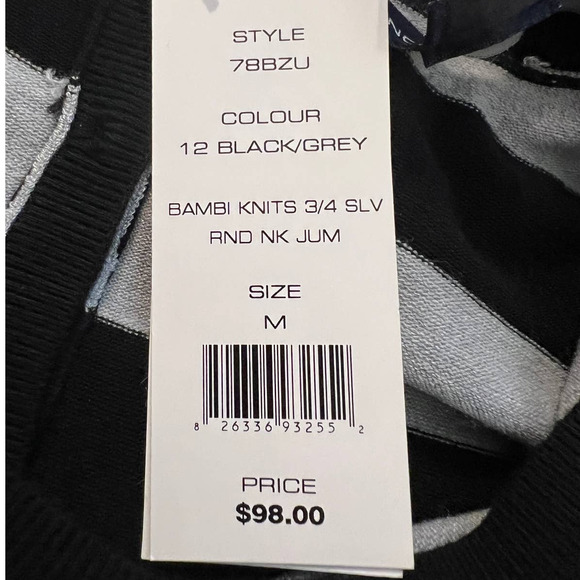 STYLE
78BZU
COLOUR
12 BLACK/GREY
BAMBI KNITS 3/4 SLV
RND NK JUM
SIZE
M
8 26336 93255 2
PRICE
$98.00